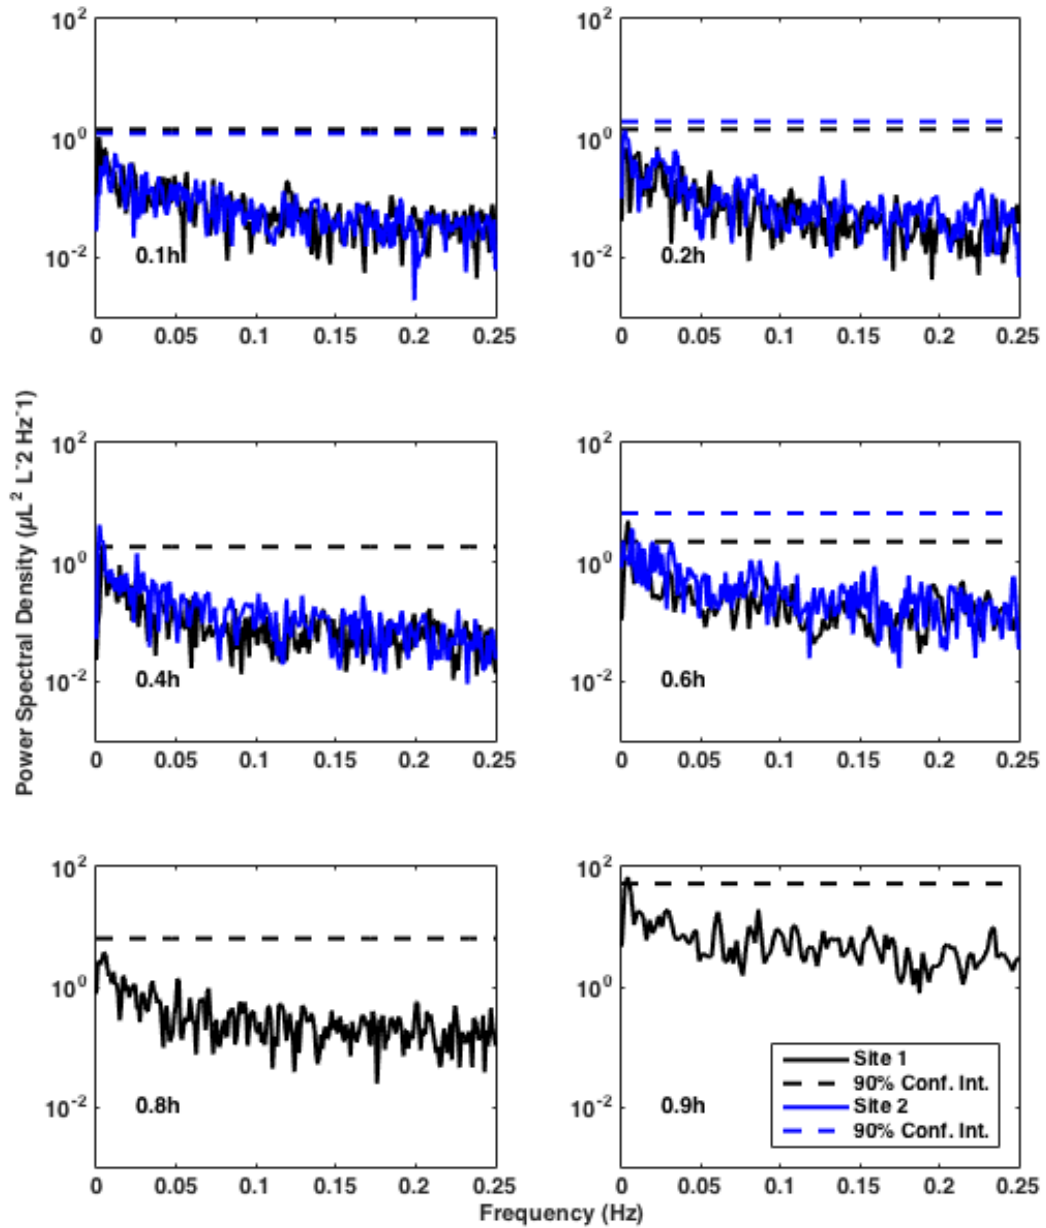 10²
10⁰
10⁻²
0.1h
0 0.05 0.1 0.15 0.2 0.25
10²
10⁰
10⁻²
0.2h
0 0.05 0.1 0.15 0.2 0.25
Power Spectral Density (µL² L⁻2 Hz⁻1)
10²
10⁰
10⁻²
0.4h
0 0.05 0.1 0.15 0.2 0.25
10²
10⁰
10⁻²
0.6h
0 0.05 0.1 0.15 0.2 0.25
10²
10⁰
10⁻²
0.8h
0 0.05 0.1 0.15 0.2 0.25
10²
10⁰
10⁻²
0.9h
Site 1
90% Conf. Int.
Site 2
90% Conf. Int.
0 0.05 0.1 0.15 0.2 0.25
Frequency (Hz)